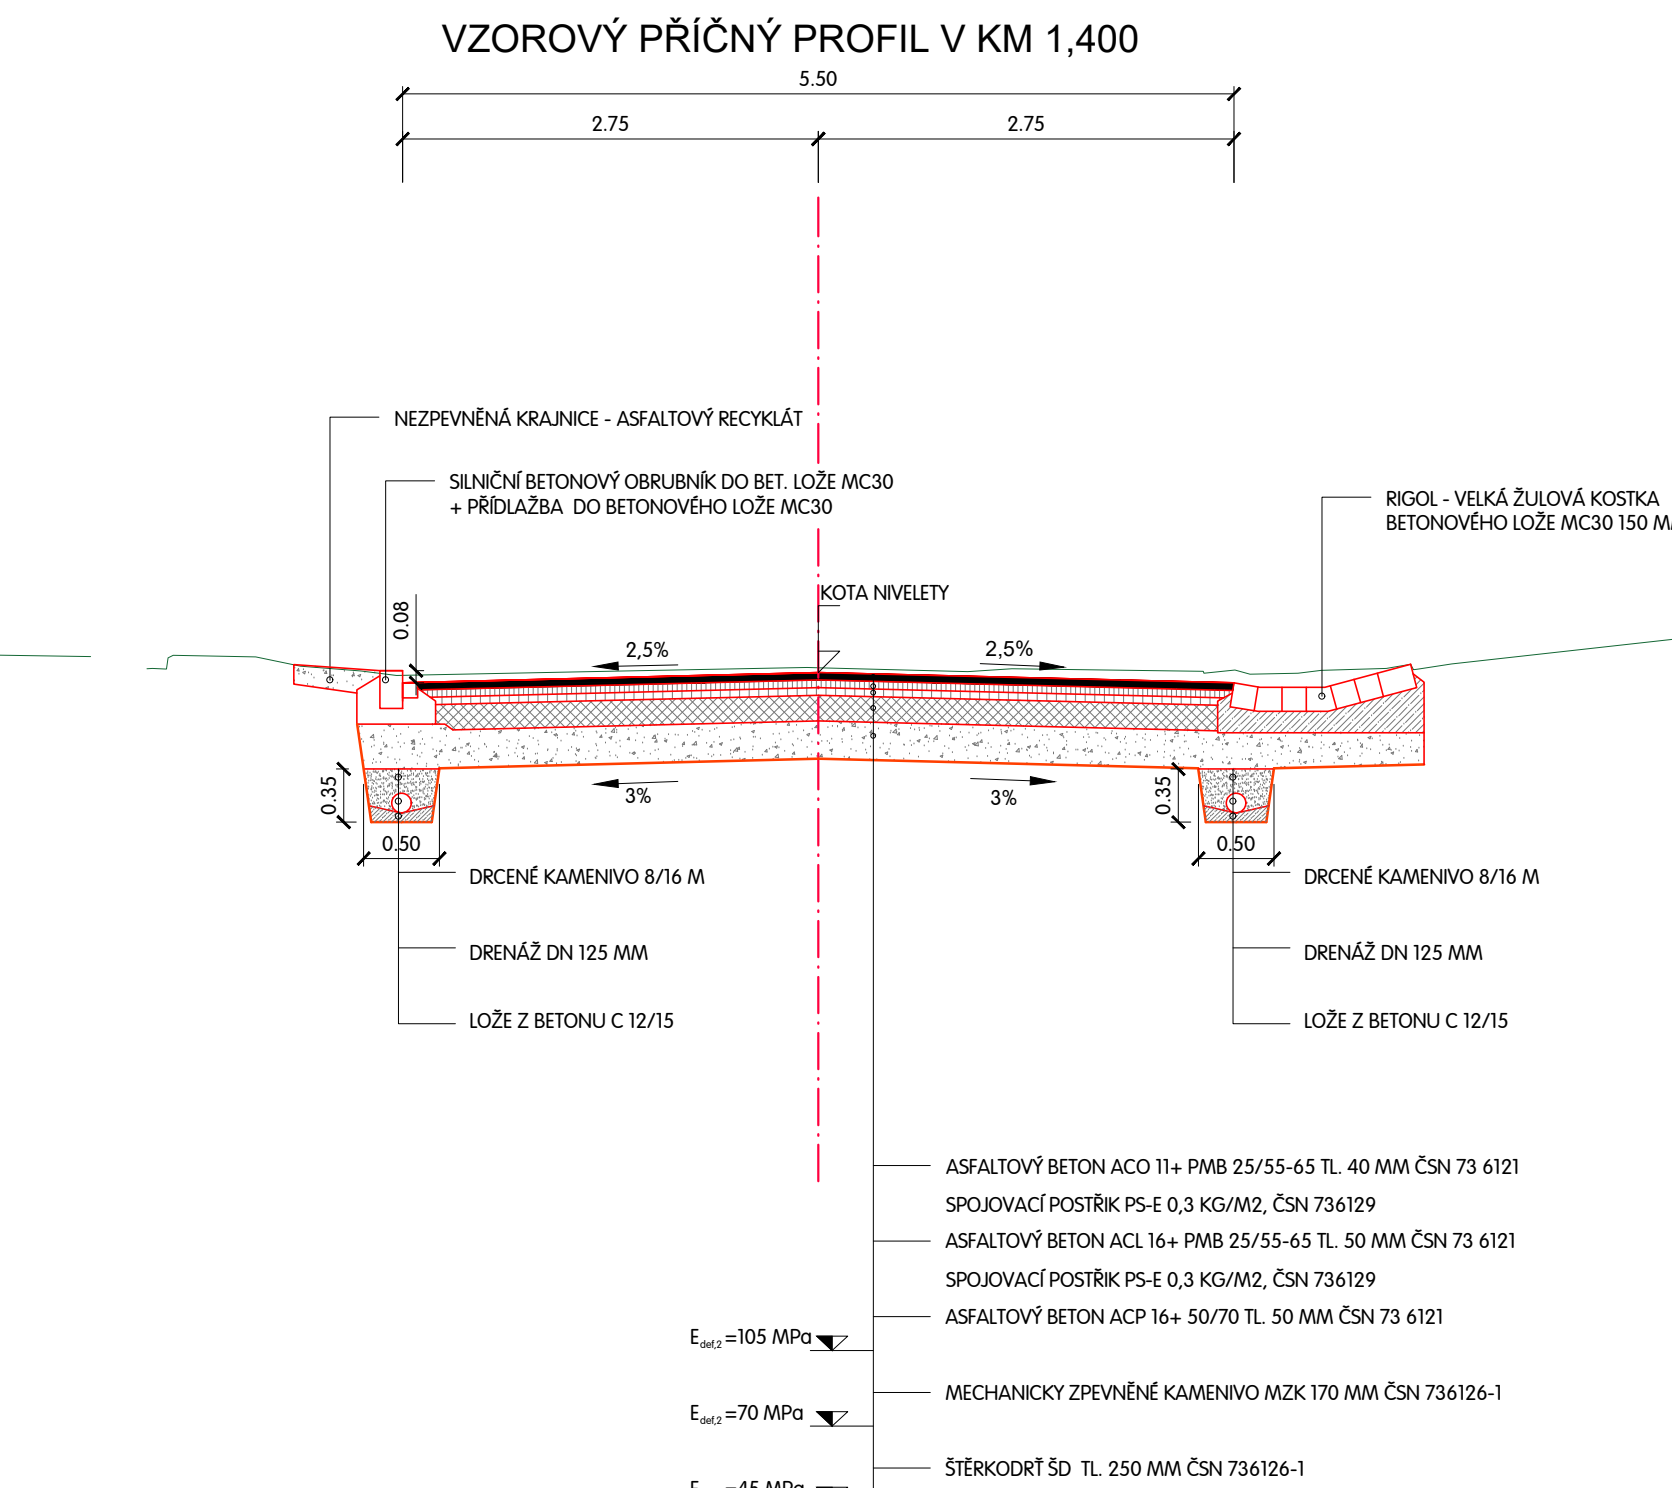 VZOROVÝ PŘÍČNÝ PROFIL V KM 1,400
5.50
2.75
2.75
NEZPEVNĚNÁ KRAJNICE - ASFALTOVÝ RECYKLÁT
SILNIČNÍ BETONOVÝ OBRUBNÍK DO BET. LOŽE MC30
+ PŘÍDLAŽBA DO BETONOVÉHO LOŽE MC30
RIGOL - VELKÁ ŽULOVÁ KOSTKA
BETONOVÉHO LOŽE MC30 150 MM
KOTA NIVELETY
0.08
2,5%
2,5%
0.35
3%
3%
0.35
0.50
0.50
DRCENÉ KAMENIVO 8/16 M
DRCENÉ KAMENIVO 8/16 M
DRENÁŽ DN 125 MM
DRENÁŽ DN 125 MM
LOŽE Z BETONU C 12/15
LOŽE Z BETONU C 12/15
ASFALTOVÝ BETON ACO 11+ PMB 25/55-65 TL. 40 MM ČSN 73 6121
SPOJOVACÍ POSTŘIK PS-E 0,3 KG/M2, ČSN 736129
ASFALTOVÝ BETON ACL 16+ PMB 25/55-65 TL. 50 MM ČSN 73 6121
SPOJOVACÍ POSTŘIK PS-E 0,3 KG/M2, ČSN 736129
ASFALTOVÝ BETON ACP 16+ 50/70 TL. 50 MM ČSN 73 6121
Edef,2 =105 MPa
MECHANICKY ZPEVNĚNÉ KAMENIVO MZK 170 MM ČSN 736126-1
Edef,2 =70 MPa
ŠTĚRKODRŤ ŠD TL. 250 MM ČSN 736126-1
=45 MPa